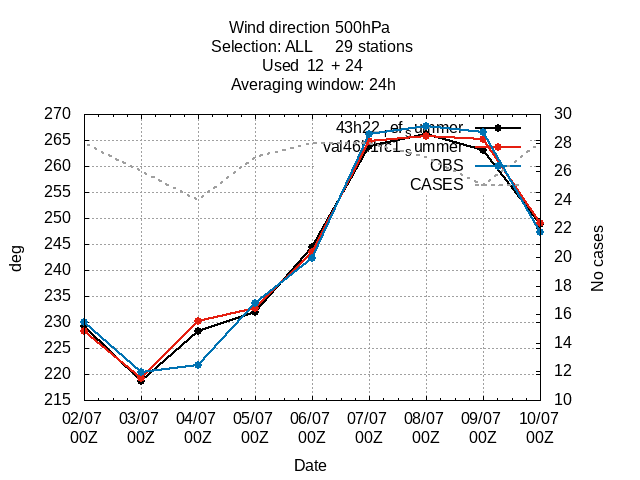 Wind direction 500hPa
Selection: ALL 29 stations
Used 12 + 24
Averaging window: 24h
270
265
260
255
250
245
240
235
230
225
220
215
30
28
26
24
22
20
18
16
14
12
10
deg
No cases
OBS
CASES
02/07 03/07 04/07 05/07 06/07 07/07 08/07 09/07 10/07
00Z 00Z 00Z 00Z 00Z 00Z 00Z 00Z 00Z
Date